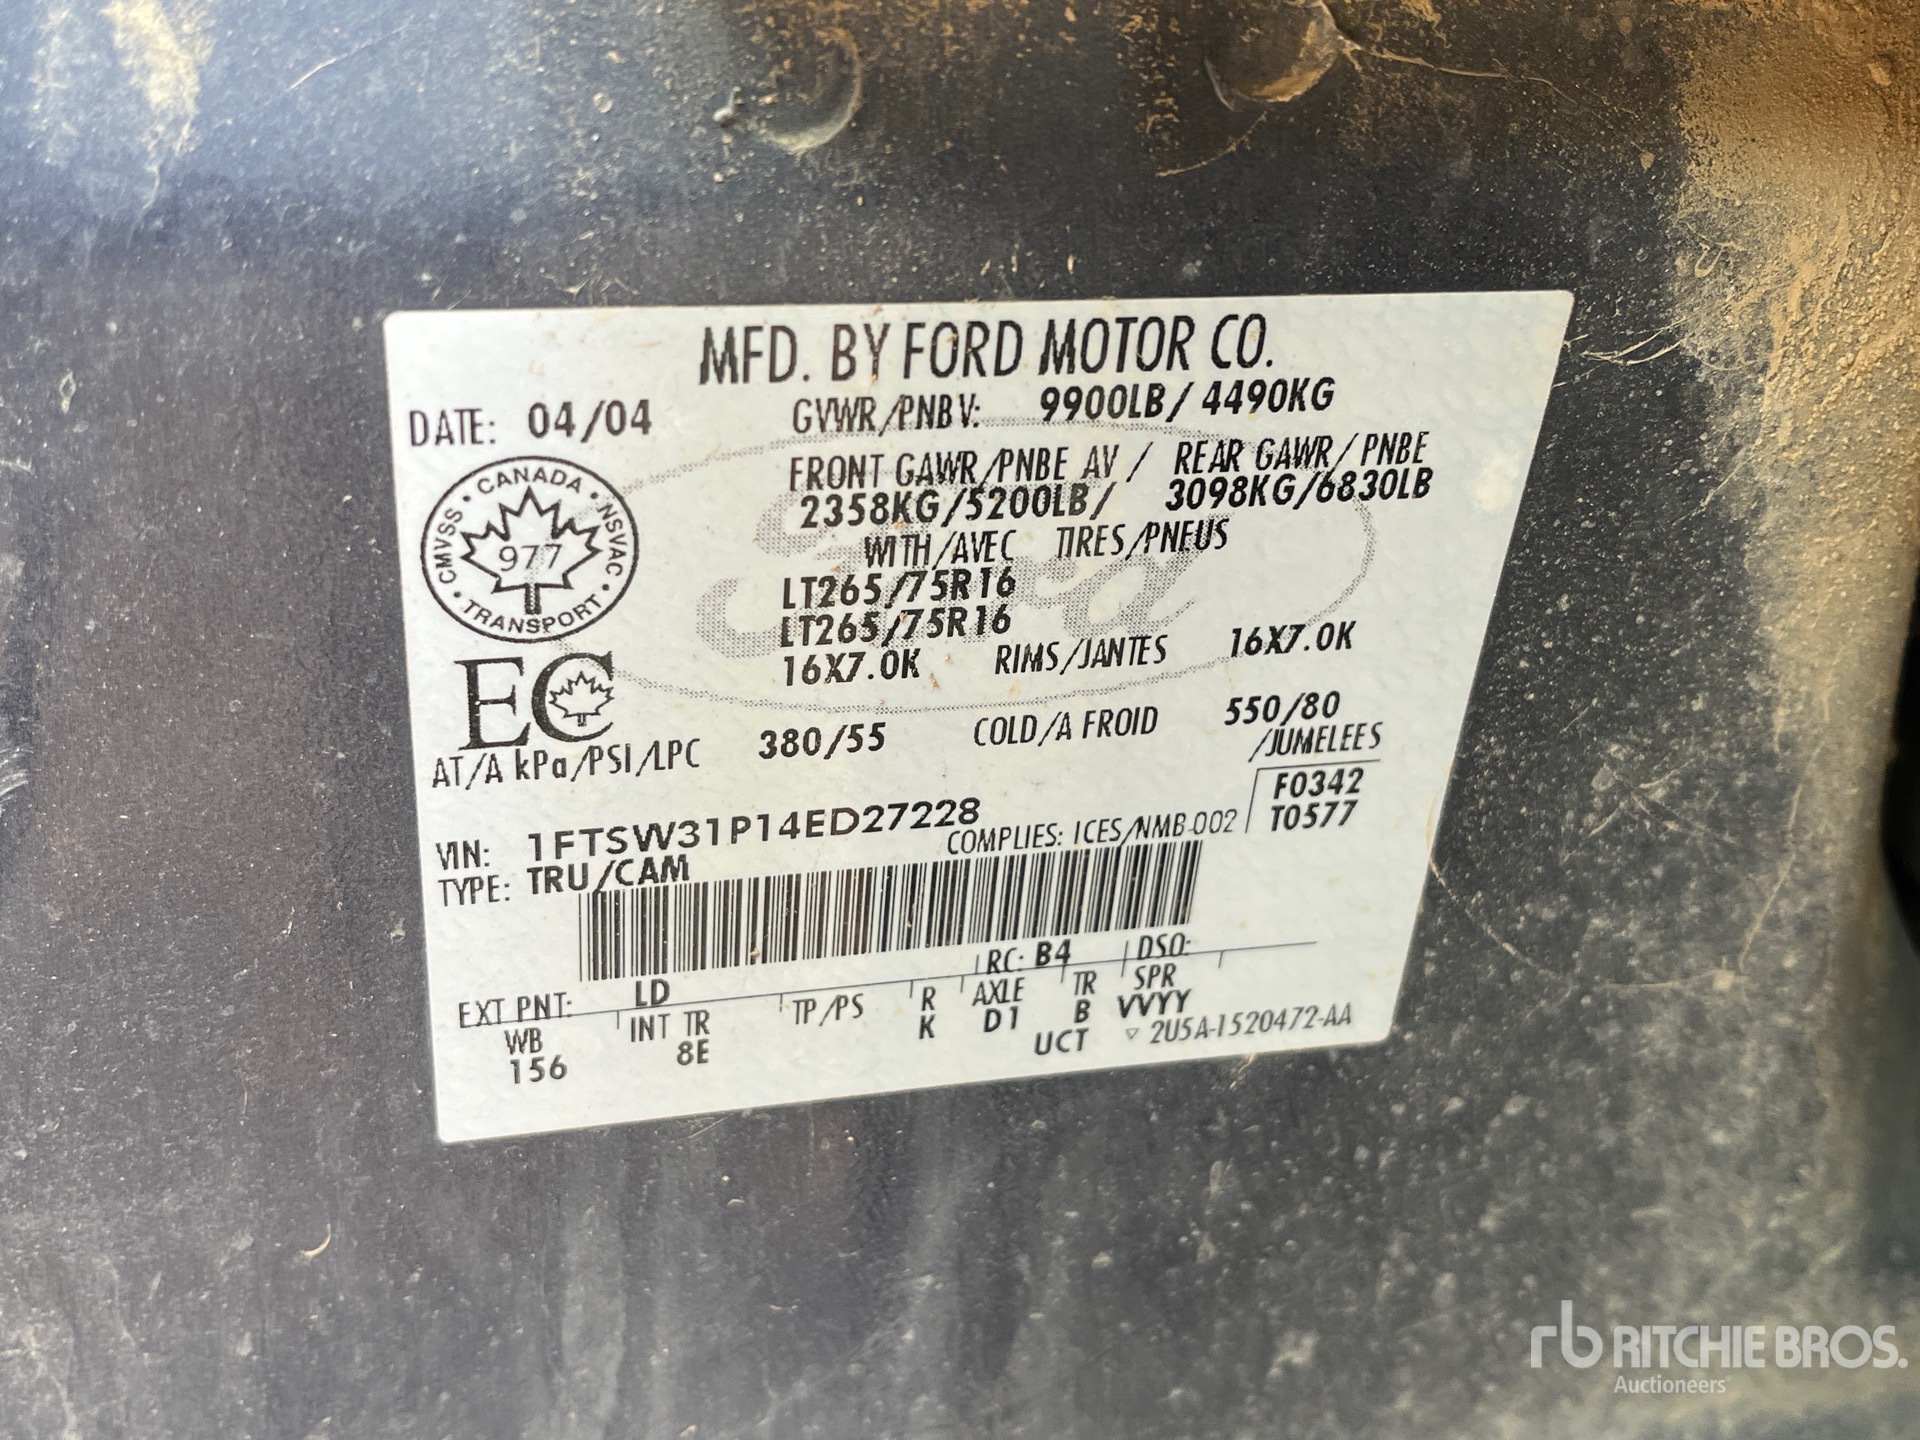 MFD. BY FORD MOTOR CO.
DATE: 04/04 GVWR/PNBV: 9900LB/ 4490KG
FRONT GAWR/PNBE AV / REAR GAWR/PNBE
2358KG/5200LB/ 3098KG/6830LB
WITH/AVEC TIRES/PNEUS
LT265/75R16
LT265/75R16
16X7.0K RIMS/JANTES 16X7.0K
CANADA
CMVSS 977 NSVAC
TRANSPORT
EC
AT/A kPa/PSI/LPC 380/55 COLD/A FROID 550/80
/JUMELEES
VIN: 1FTSW31P14ED27228 F0342
TYPE: TRU/CAM COMPLIES: ICES/NMB-002 T0577
RC: B4 DSO:
EXT PNT: LD
WB INT TR TP/PS R AXLE TR SPR
156 8E K D1 B VVYY
UCT ▽ 2U5A-1520472-AA
Ford
rb RITCHIE BROS.
Auctioneers